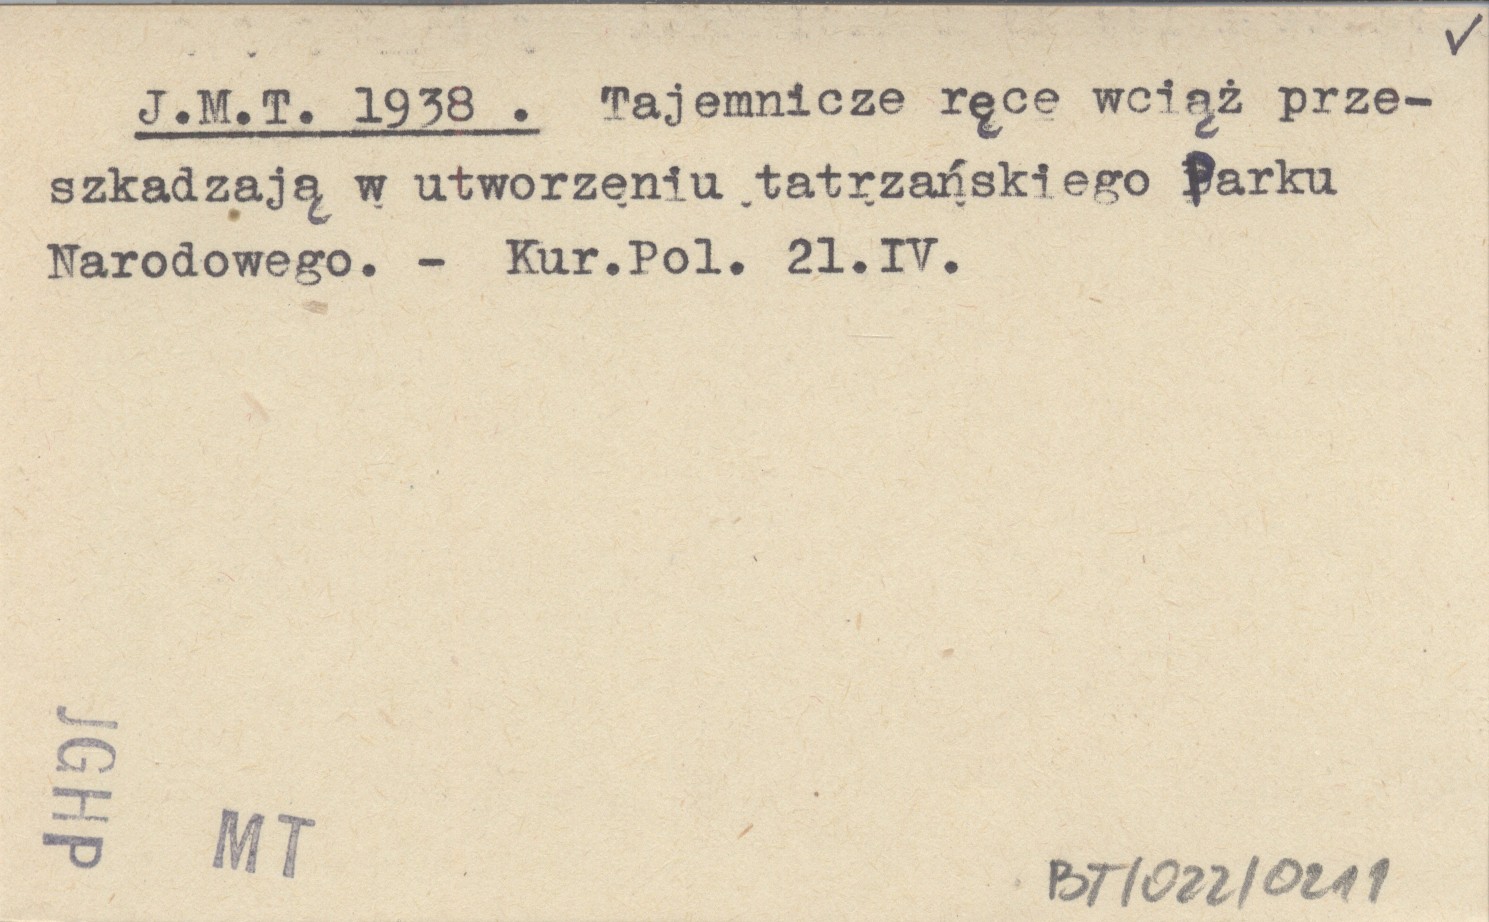 J.M.T. 1938 . Tajemnicze ręce wciąż prze-
szkadzają w utworzeniu tatrzańskiego Parku
Narodowego. - Kur.Pol. 21.IV.
JGHP
MT
BT/022/0211